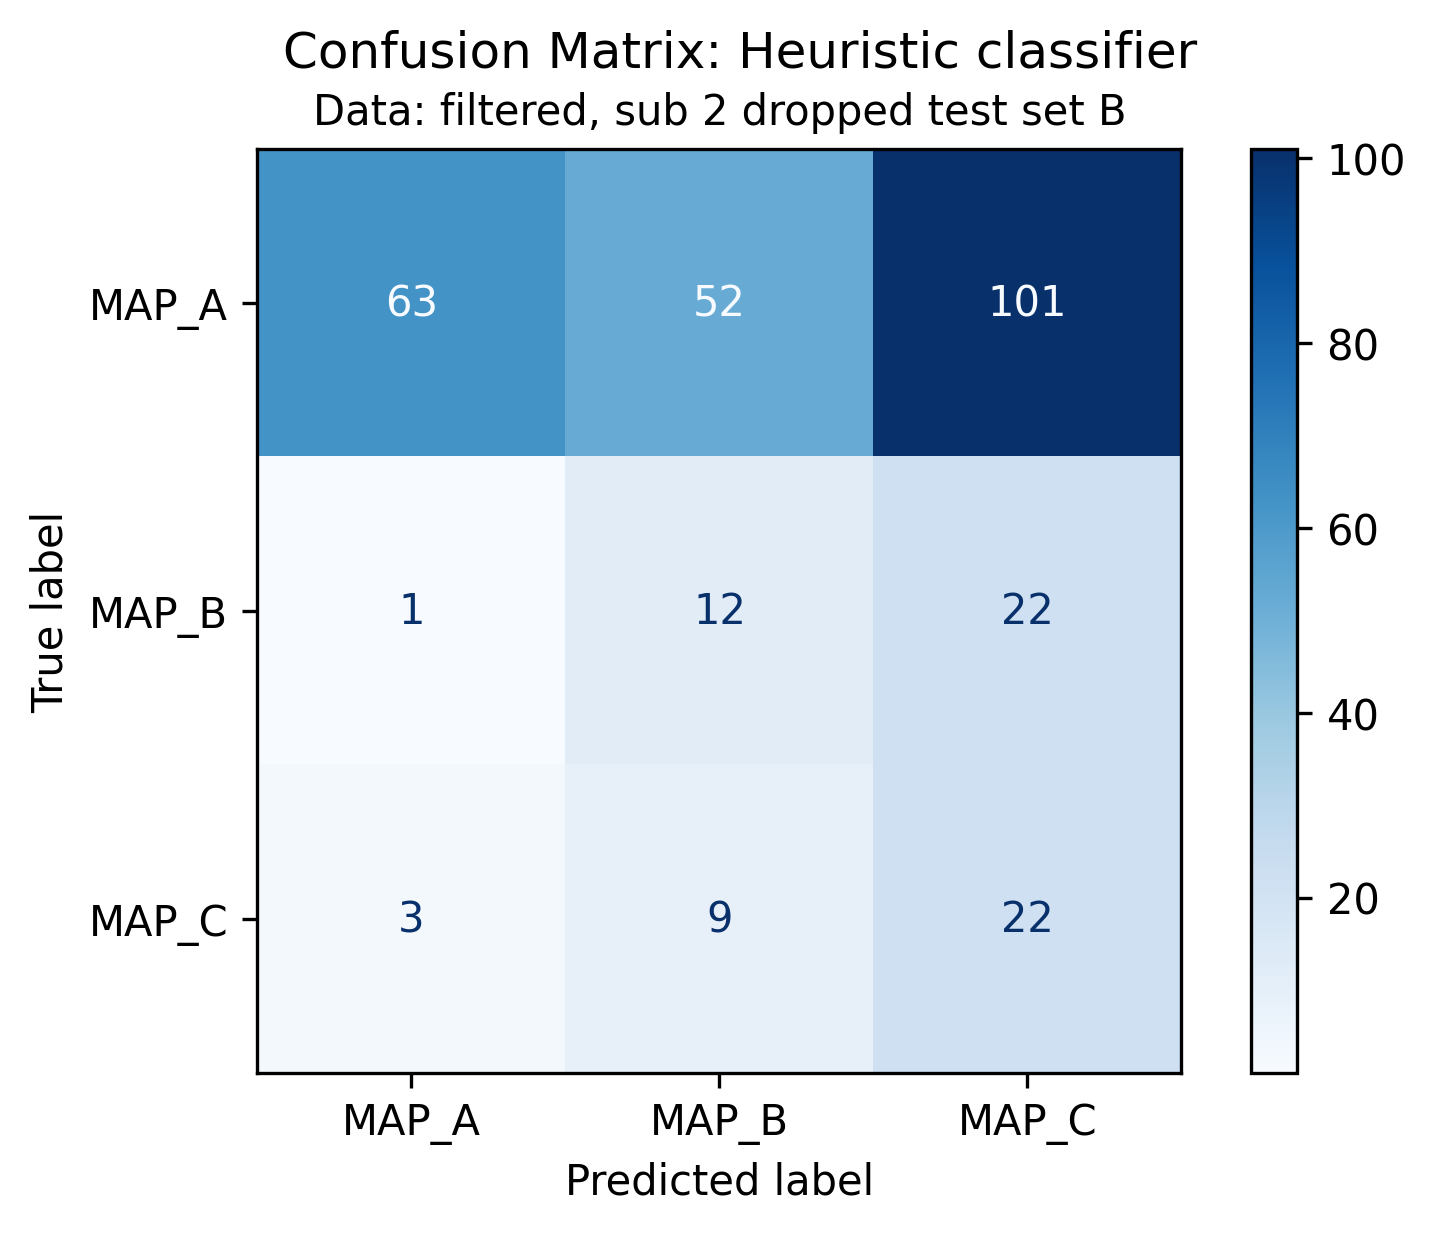 Confusion Matrix: Heuristic classifier
Data: filtered, sub 2 dropped test set B
True label
MAP_A
63
52
101
MAP_B
1
12
22
MAP_C
3
9
22
MAP_A
MAP_B
MAP_C
Predicted label
100
80
60
40
20